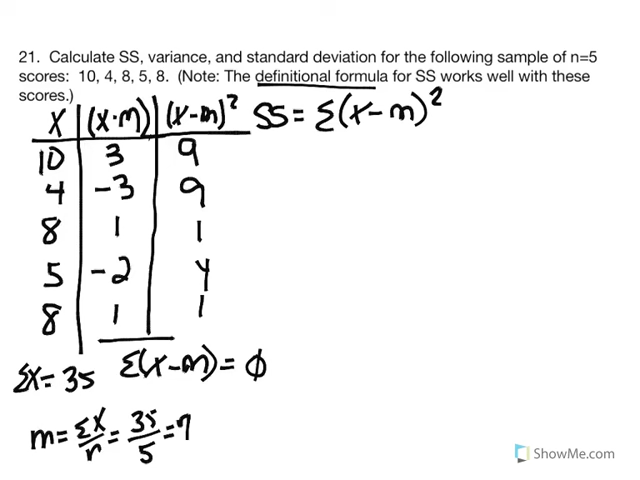 21. Calculate SS, variance, and standard deviation for the following sample of n=5
scores: 10, 4, 8, 5, 8. (Note: The definitional formula for SS works well with these
scores.)
X | (X-M) | (X-M)² SS = Σ(X-M)²
10 | 3 | 9
4 | -3 | 9
8 | 1 | 1
5 | -2 | 4
8 | 1 | 1
ΣX = 35 Σ(X-M) = ϕ
M = ΣX/n = 35/5 = 7
ShowMe.com